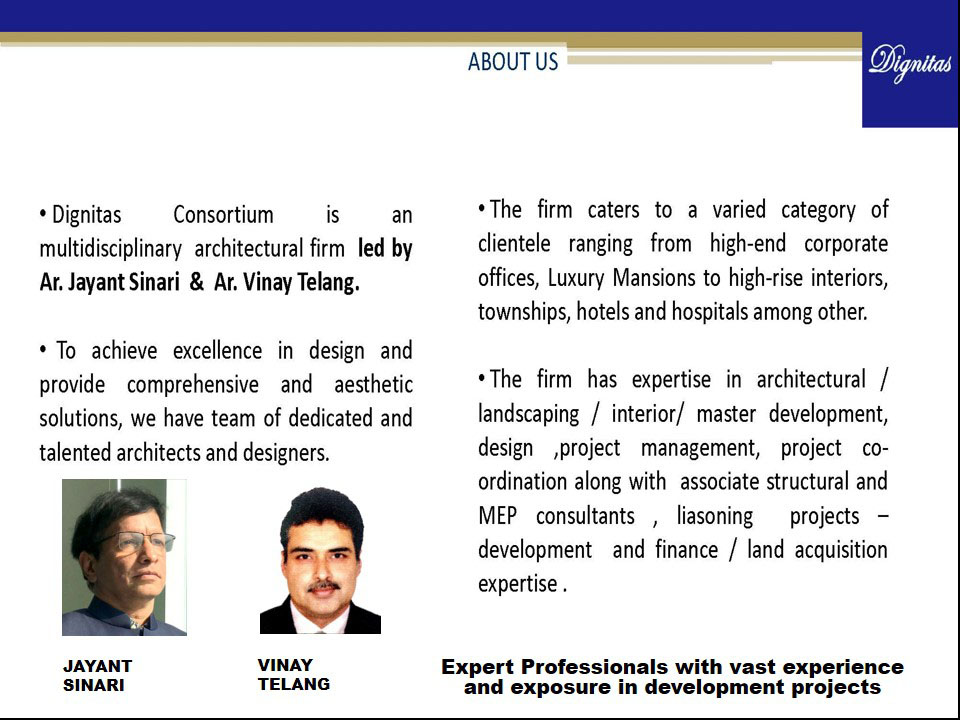 ABOUT US
Dignitas
• Dignitas Consortium is an
multidisciplinary architectural firm led by
Ar. Jayant Sinari & Ar. Vinay Telang.
• To achieve excellence in design and
provide comprehensive and aesthetic
solutions, we have team of dedicated and
talented architects and designers.
JAYANT
SINARI
VINAY
TELANG
• The firm caters to a varied category of
clientele ranging from high-end corporate
offices, Luxury Mansions to high-rise interiors,
townships, hotels and hospitals among other.
• The firm has expertise in architectural /
landscaping / interior/ master development,
design ,project management, project co-
ordination along with associate structural and
MEP consultants , liasoning projects –
development and finance / land acquisition
expertise .
Expert Professionals with vast experience
and exposure in development projects